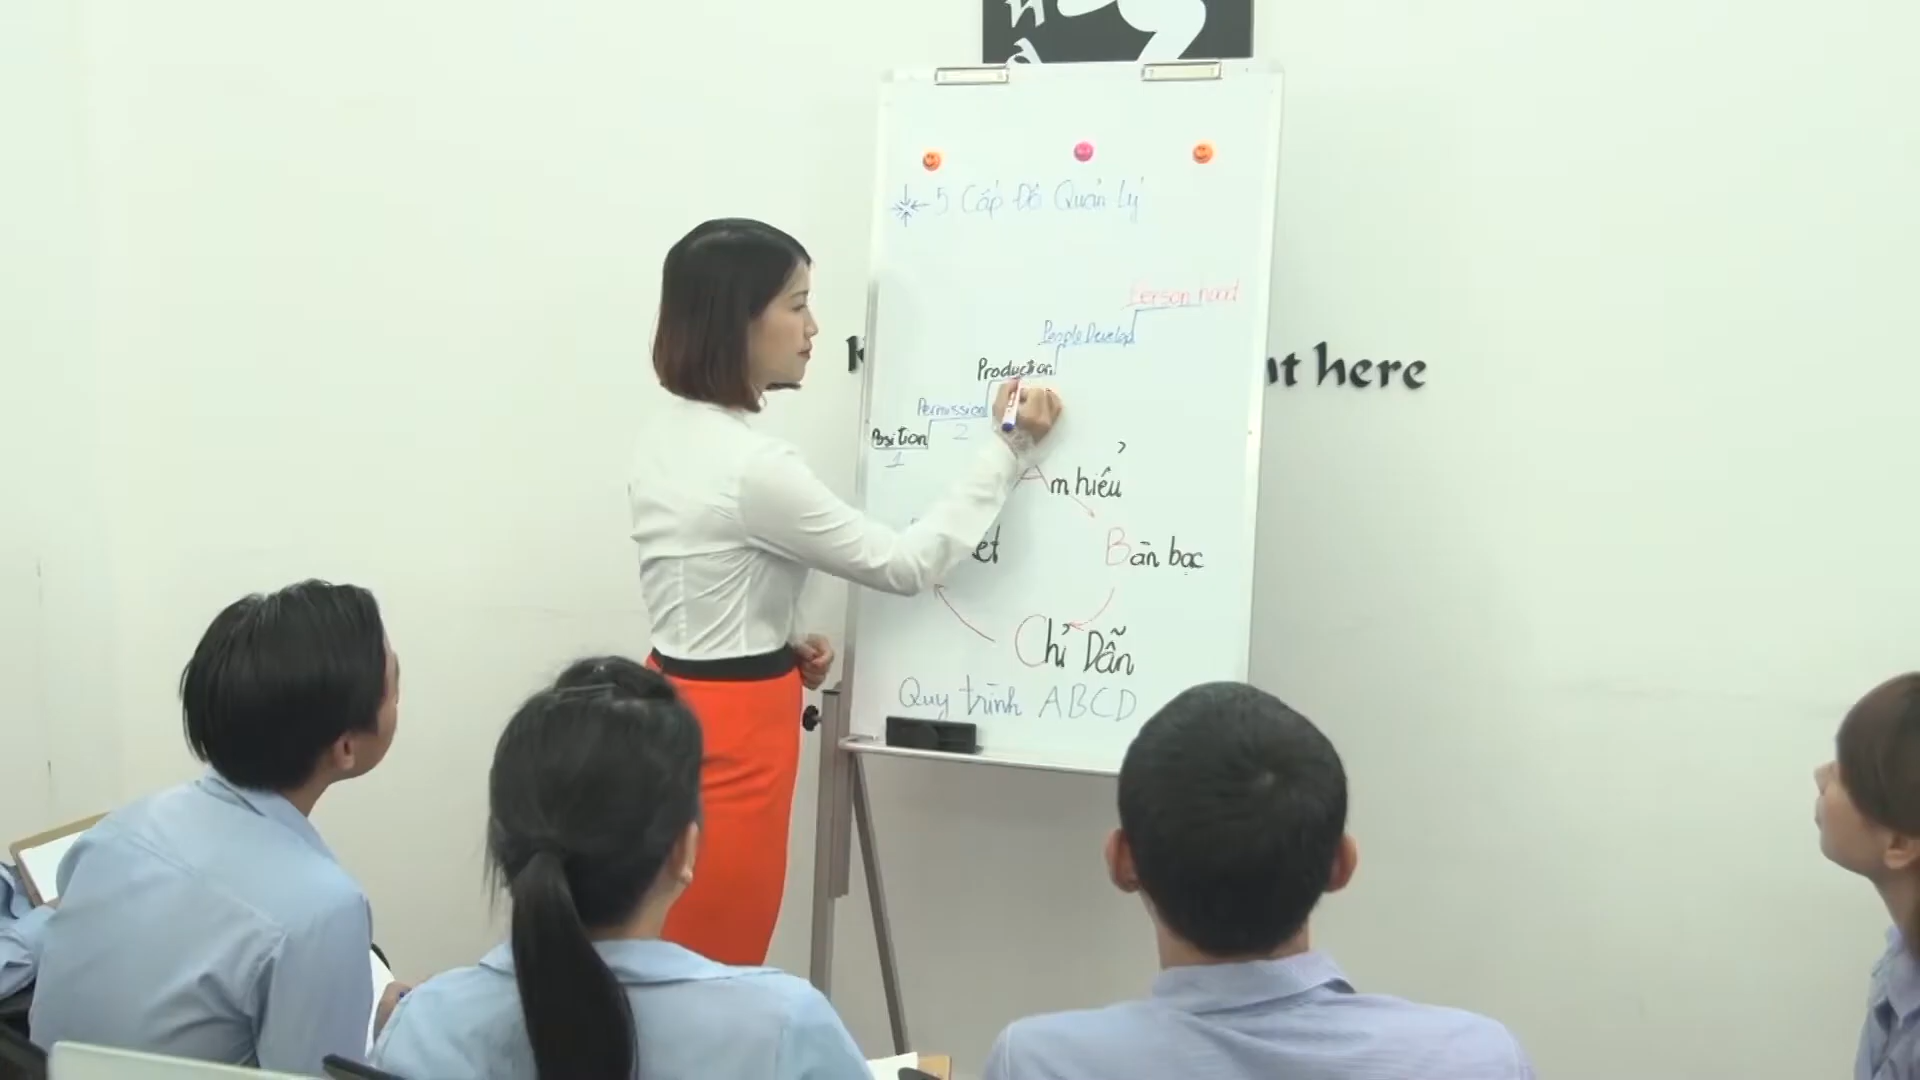 5 Cấp Độ Quản Lý
Person hood
People Develop
Production
Permission
2
Position
1
Am hiểu
Bàn bạc
Chỉ Dẫn
Quy trình ABCD
here